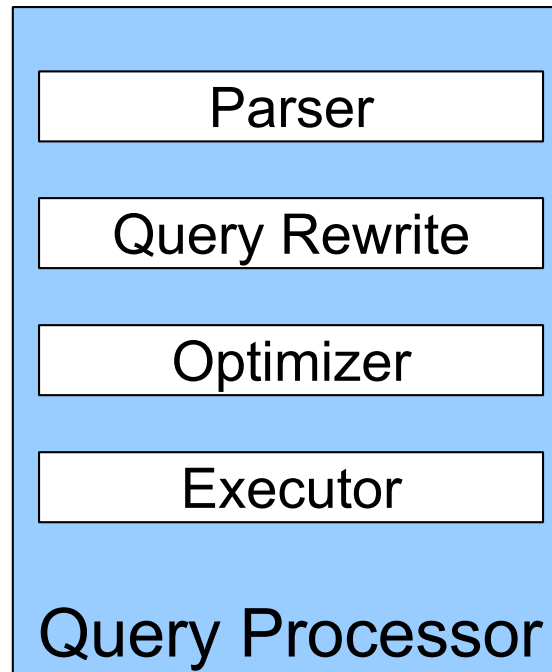 Parser
Query Rewrite
Optimizer
Executor
Query Processor